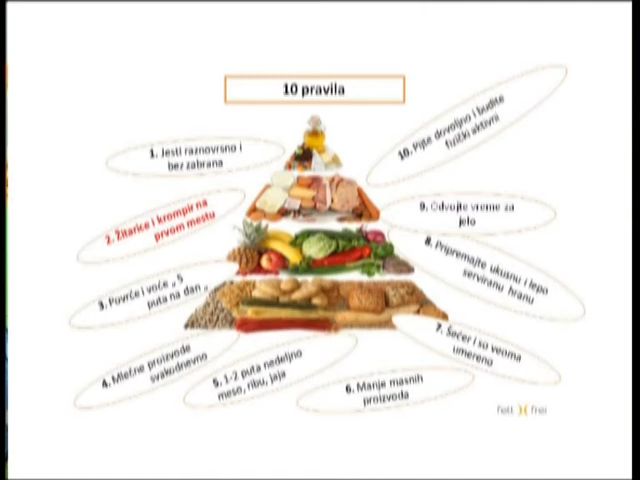 10 pravila
1. Jesti raznovrsno i
bez zabrana
2. Žitarice i krompir na
prvom mestu
3. Povrće i voće „ 5
puta na dan „
4. Mlečne proizvode
svakodnevno
5. 1-2 puta nedeljno
meso, ribu, jaja
6. Manje masnih
proizvoda
7. Šećer i so veoma
umereno
8. Pripremajte ukusnu i lepo
serviranu hranu
9. Odvojte vreme za
jelo
10. Pijte dovoljno i budite
fizički aktivni